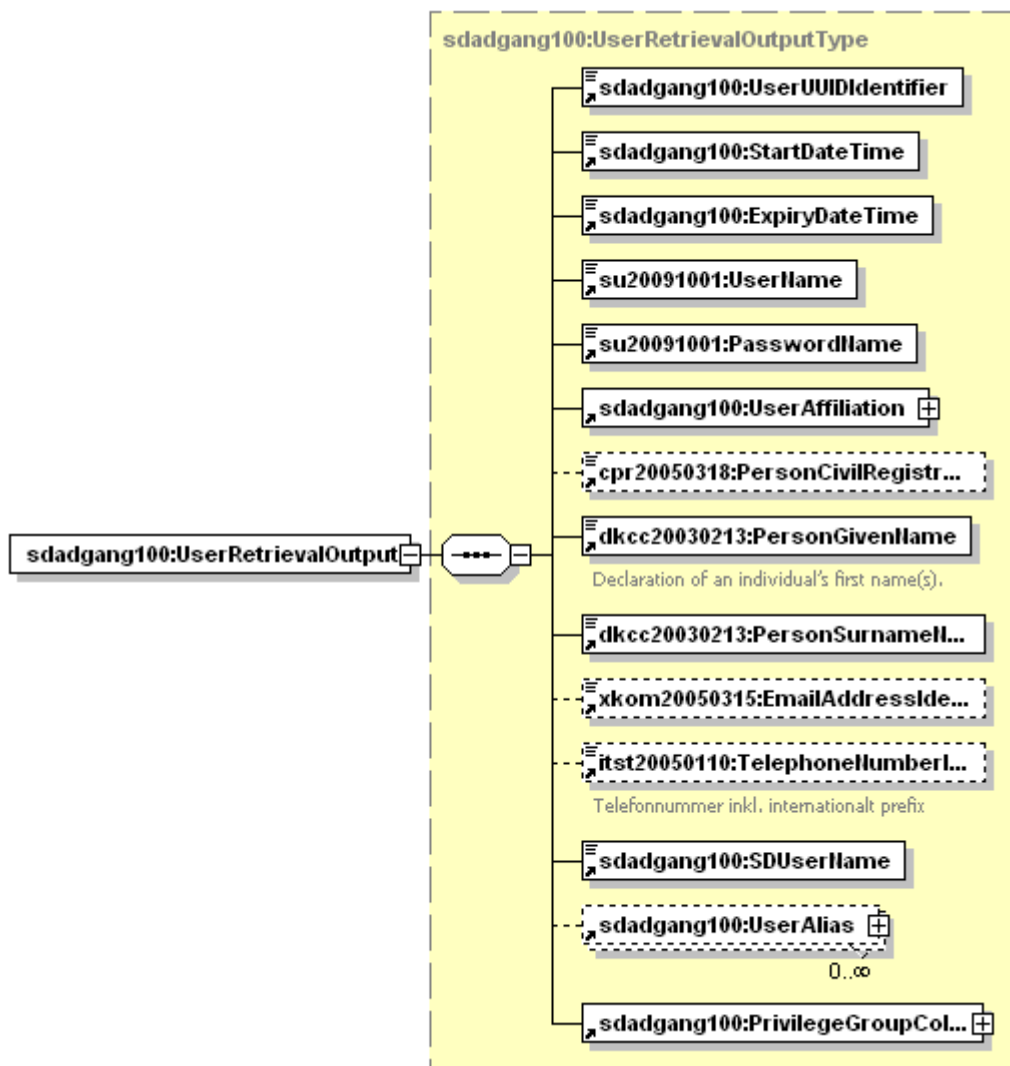 sdadgang100:UserRetrievalOutputType
sdadgang100:UserUUIDIdentifier
sdadgang100:StartDateTime
sdadgang100:ExpiryDateTime
su20091001:UserName
su20091001:PasswordName
sdadgang100:UserAffiliation
cpr20050318:PersonCivilRegistr...
sdadgang100:UserRetrievalOutput
dkcc20030213:PersonGivenName
Declaration of an individual's first name(s).
dkcc20030213:PersonSurnameN...
xkom20050315:EmailAddressIde...
itst20050110:TelephoneNumberI...
Telefonnummer inkl. internationalt prefix
sdadgang100:SDUserName
sdadgang100:UserAlias
0..∞
sdadgang100:PrivilegeGroupCol...